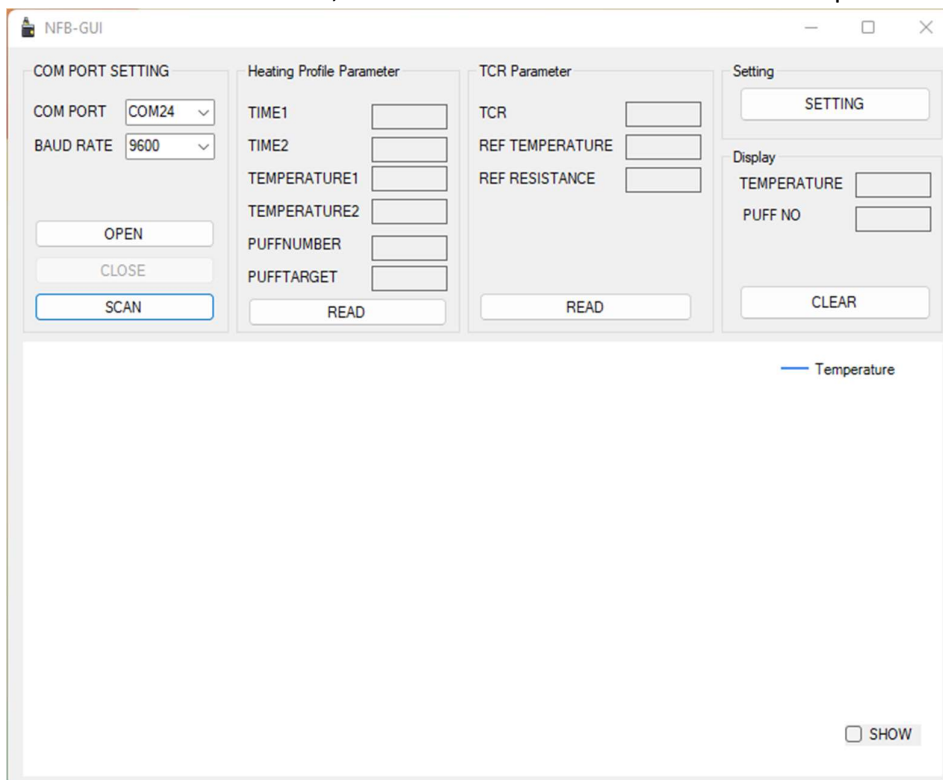 NFB-GUI
COM PORT SETTING
COM PORT COM24
BAUD RATE 9600
OPEN
CLOSE
SCAN
Heating Profile Parameter
TIME1
TIME2
TEMPERATURE1
TEMPERATURE2
PUFFNUMBER
PUFFTARGET
READ
TCR Parameter
TCR
REF TEMPERATURE
REF RESISTANCE
READ
Setting
SETTING
Display
TEMPERATURE
PUFF NO
CLEAR
Temperature
SHOW